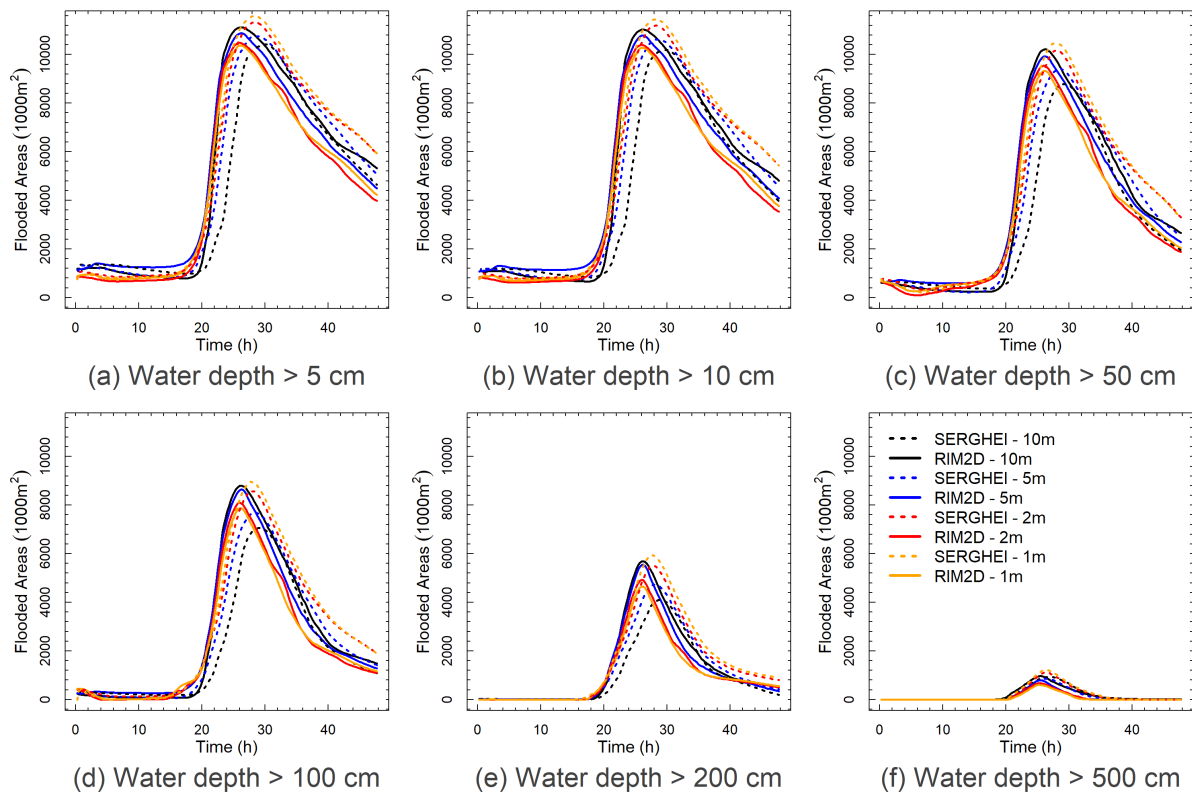 Flooded Areas (1000m²)
0 2000 4000 6000 8000 10000
0 10 20 30 40
Time (h)
(a) Water depth > 5 cm
Flooded Areas (1000m²)
0 2000 4000 6000 8000 10000
0 10 20 30 40
Time (h)
(b) Water depth > 10 cm
Flooded Areas (1000m²)
0 2000 4000 6000 8000 10000
0 10 20 30 40
Time (h)
(c) Water depth > 50 cm
Flooded Areas (1000m²)
0 2000 4000 6000 8000 10000
0 10 20 30 40
Time (h)
(d) Water depth > 100 cm
Flooded Areas (1000m²)
0 2000 4000 6000 8000 10000
0 10 20 30 40
Time (h)
(e) Water depth > 200 cm
Flooded Areas (1000m²)
0 2000 4000 6000 8000 10000
SERGHEI - 10m
RIM2D - 10m
SERGHEI - 5m
RIM2D - 5m
SERGHEI - 2m
RIM2D - 2m
SERGHEI - 1m
RIM2D - 1m
0 10 20 30 40
Time (h)
(f) Water depth > 500 cm